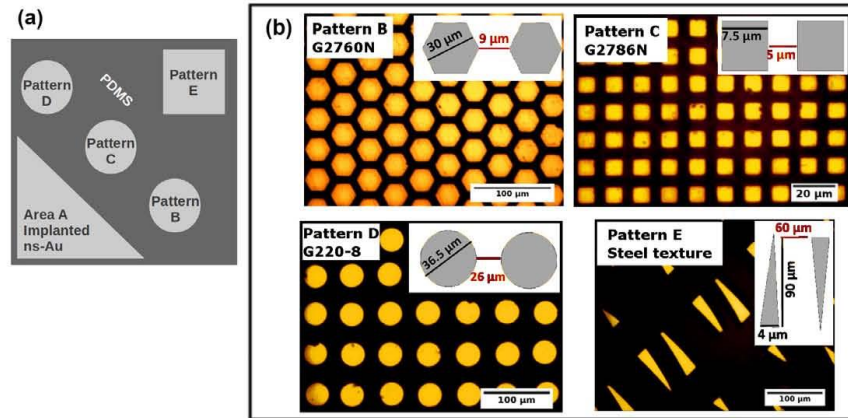 (a)
Pattern
D
PDMS
Pattern
E
Pattern
C
Pattern
B
Area A
Implanted
ns-Au
(b)
Pattern B
G2760N
30 µm
9 µm
100 µm
Pattern C
G2786N
7.5 µm
5 µm
20 µm
Pattern D
G220-8
36.5 µm
26 µm
100 µm
Pattern E
Steel texture
60 µm
90 µm
4 µm
100 µm